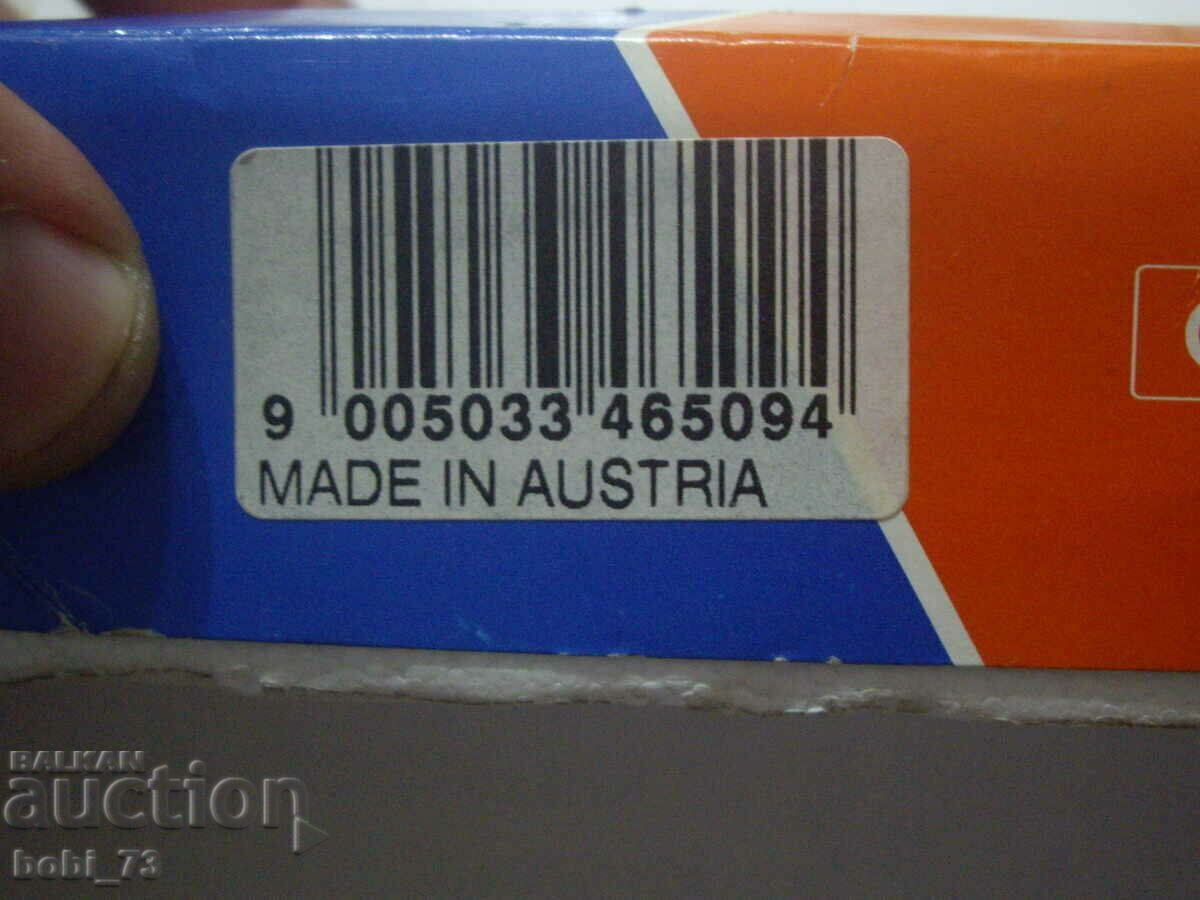 9 005033 465094
MADE IN AUSTRIA
BALKAN
auction
bobi_73